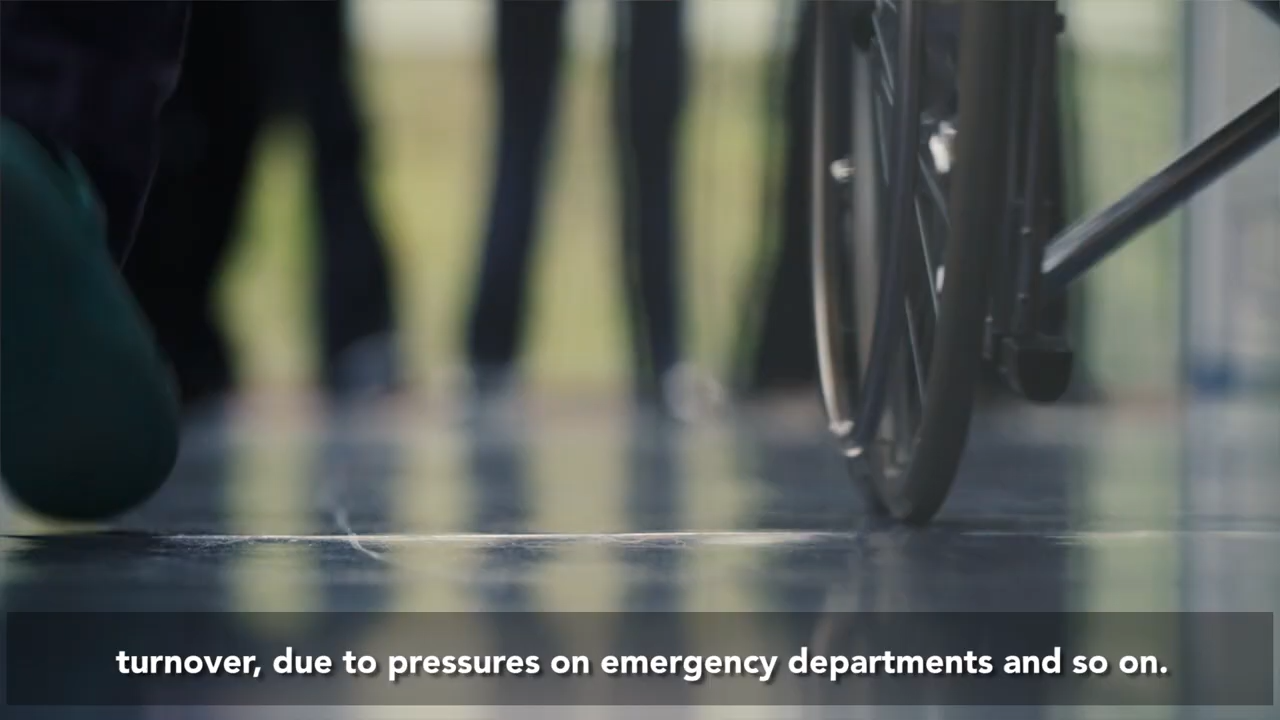 turnover, due to pressures on emergency departments and so on.